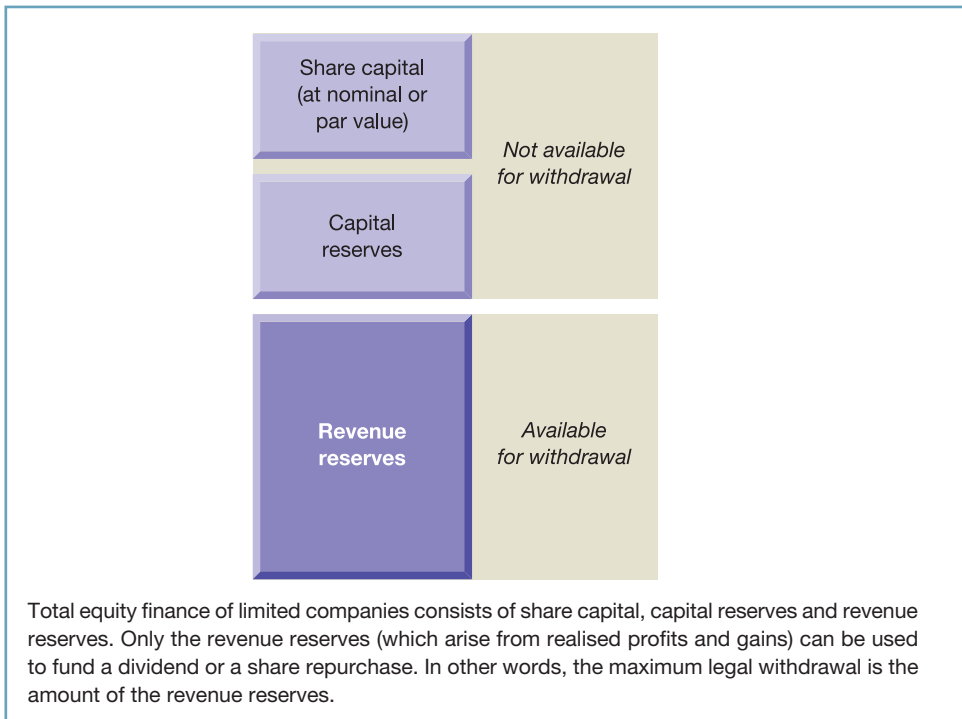 Share capital
(at nominal or
par value)
Not available
for withdrawal
Capital
reserves
Revenue
reserves
Available
for withdrawal
Total equity finance of limited companies consists of share capital, capital reserves and revenue
reserves. Only the revenue reserves (which arise from realised profits and gains) can be used
to fund a dividend or a share repurchase. In other words, the maximum legal withdrawal is the
amount of the revenue reserves.